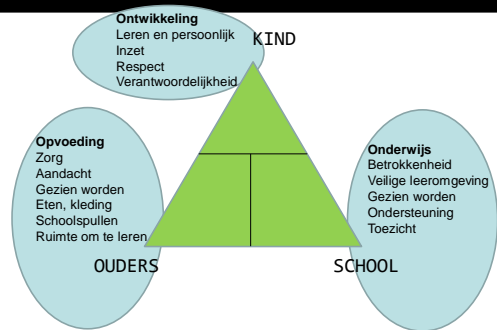 Ontwikkeling
Leren en persoonlijk
Inzet
Respect
Verantwoordelijkheid
KIND
Opvoeding
Zorg
Aandacht
Gezien worden
Eten, kleding
Schoolspullen
Ruimte om te leren
OUDERS
Onderwijs
Betrokkenheid
Veilige leeromgeving
Gezien worden
Ondersteuning
Toezicht
SCHOOL